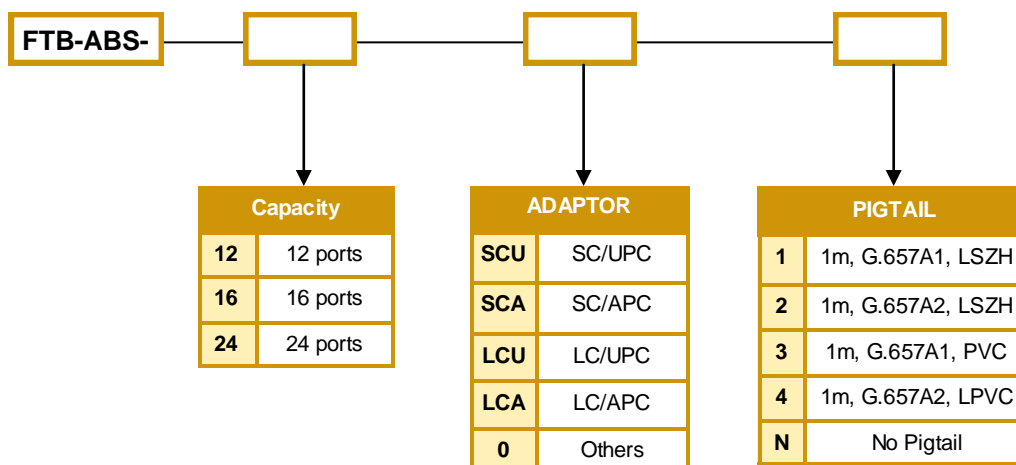 FTB-ABS-
Capacity
12 12 ports
16 16 ports
24 24 ports
ADAPTOR
SCU SC/UPC
SCA SC/APC
LCU LC/UPC
LCA LC/APC
0 Others
PIGTAIL
1 1m, G.657A1, LSZH
2 1m, G.657A2, LSZH
3 1m, G.657A1, PVC
4 1m, G.657A2, LPVC
N No Pigtail